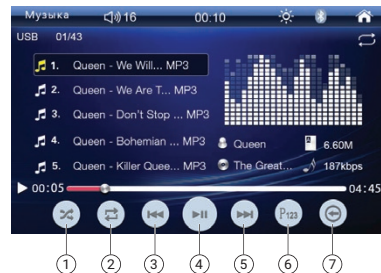 Музыка 16 00:10
USB 01/43
1. Queen - We Will... MP3
2. Queen - We Are T... MP3
3. Queen - Don't Stop ... MP3
4. Queen - Bohemian ... MP3
5. Queen - Killer Quee... MP3
Queen 6.60M
The Great... 187kbps
00:05 04:45
P123
1 2 3 4 5 6 7